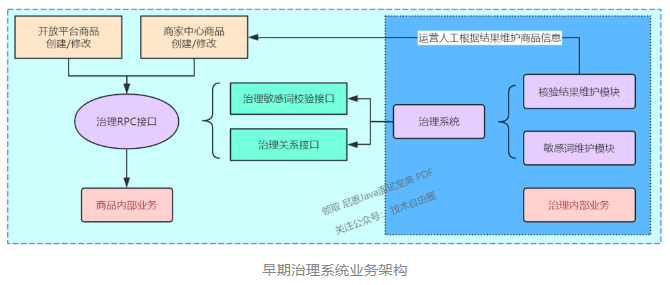 开放平台商品
创建/修改
商家中心商品
创建/修改
运营人工根据结果维护商品信息
治理敏感词校验接口
核验结果维护模块
治理RPC接口
治理系统
治理关系接口
敏感词维护模块
商品内部业务
治理内部业务
领取 尼恩Java面试宝典 PDF
关注公众号: 技术自由圈
早期治理系统业务架构